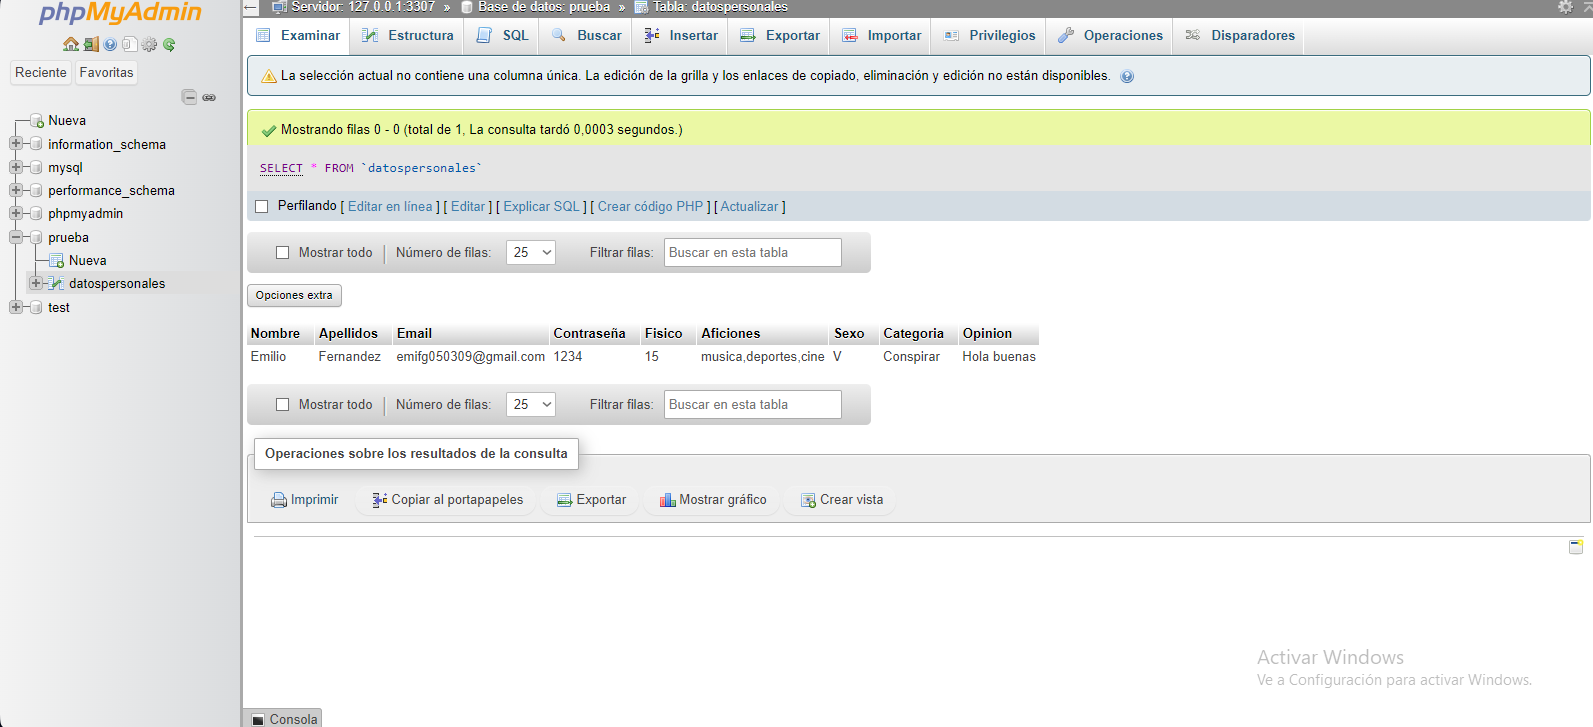 phpMyAdmin
Reciente Favoritas
Nueva
information_schema
mysql
performance_schema
phpmyadmin
prueba
Nueva
datospersonales
test
Servidor: 127.0.0.1:3307 » Base de datos: prueba » Tabla: datospersonales
Examinar Estructura SQL Buscar Insertar Exportar Importar Privilegios Operaciones Disparadores
La selección actual no contiene una columna única. La edición de la grilla y los enlaces de copiado, eliminación y edición no están disponibles.
Mostrando filas 0 - 0 (total de 1, La consulta tardó 0,0003 segundos.)
SELECT * FROM `datospersonales`
Perfilando [ Editar en línea ] [ Editar ] [ Explicar SQL ] [ Crear código PHP ] [ Actualizar ]
Mostrar todo | Número de filas: 25 Filtrar filas: Buscar en esta tabla
Opciones extra
Nombre Apellidos Email Contraseña Fisico Aficiones Sexo Categoria Opinion
Emilio Fernandez emifg050309@gmail.com 1234 15 musica,deportes,cine V Conspirar Hola buenas
Mostrar todo | Número de filas: 25 Filtrar filas: Buscar en esta tabla
Operaciones sobre los resultados de la consulta
Imprimir Copiar al portapapeles Exportar Mostrar gráfico Crear vista
Activar Windows
Ve a Configuración para activar Windows.
Consola